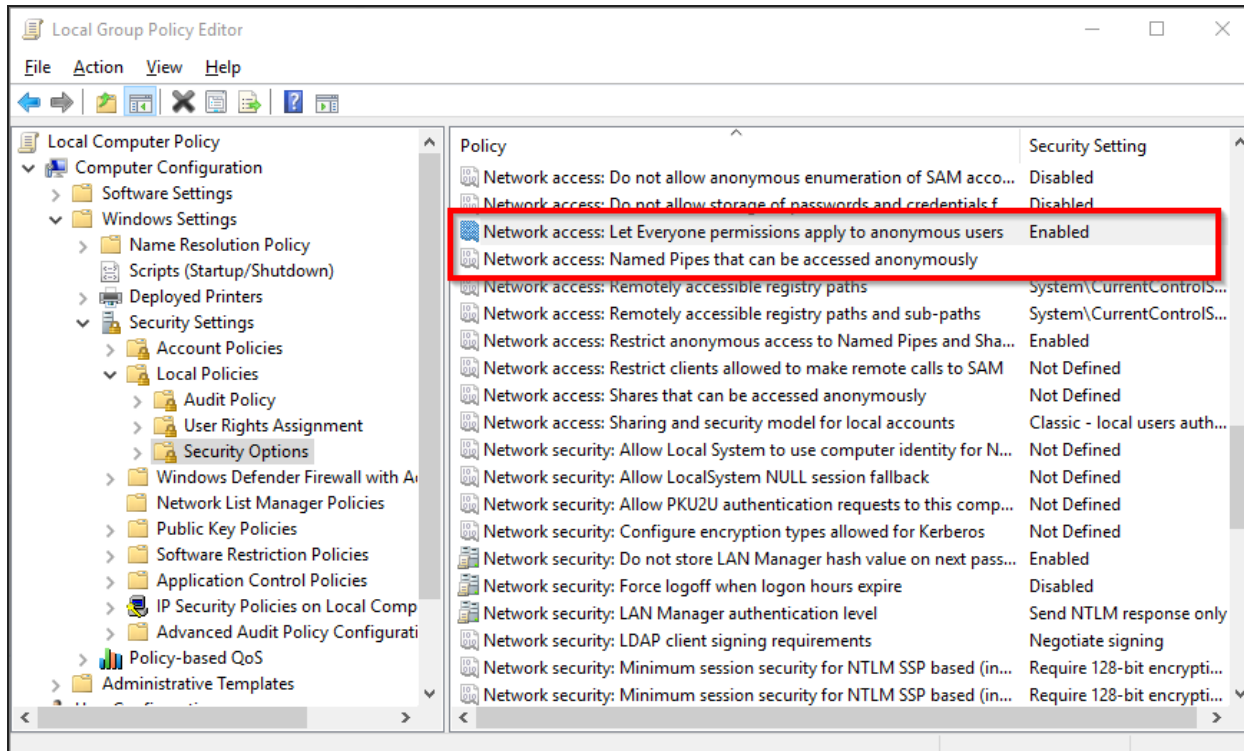 Local Group Policy Editor
File Action View Help
Local Computer Policy
Computer Configuration
Software Settings
Windows Settings
Name Resolution Policy
Scripts (Startup/Shutdown)
Deployed Printers
Security Settings
Account Policies
Local Policies
Audit Policy
User Rights Assignment
Security Options
Windows Defender Firewall with A
Network List Manager Policies
Public Key Policies
Software Restriction Policies
Application Control Policies
IP Security Policies on Local Comp
Advanced Audit Policy Configurati
Policy-based QoS
Administrative Templates
Policy Security Setting
Network access: Do not allow anonymous enumeration of SAM acco... Disabled
Network access: Do not allow storage of passwords and credentials f Disabled
Network access: Let Everyone permissions apply to anonymous users Enabled
Network access: Named Pipes that can be accessed anonymously
Network access: Remotely accessible registry paths System\CurrentControlS...
Network access: Remotely accessible registry paths and sub-paths System\CurrentControlS...
Network access: Restrict anonymous access to Named Pipes and Sha... Enabled
Network access: Restrict clients allowed to make remote calls to SAM Not Defined
Network access: Shares that can be accessed anonymously Not Defined
Network access: Sharing and security model for local accounts Classic - local users auth...
Network security: Allow Local System to use computer identity for N... Not Defined
Network security: Allow LocalSystem NULL session fallback Not Defined
Network security: Allow PKU2U authentication requests to this comp... Not Defined
Network security: Configure encryption types allowed for Kerberos Not Defined
Network security: Do not store LAN Manager hash value on next pass... Enabled
Network security: Force logoff when logon hours expire Disabled
Network security: LAN Manager authentication level Send NTLM response only
Network security: LDAP client signing requirements Negotiate signing
Network security: Minimum session security for NTLM SSP based (in... Require 128-bit encrypti...
Network security: Minimum session security for NTLM SSP based (in... Require 128-bit encrypti...